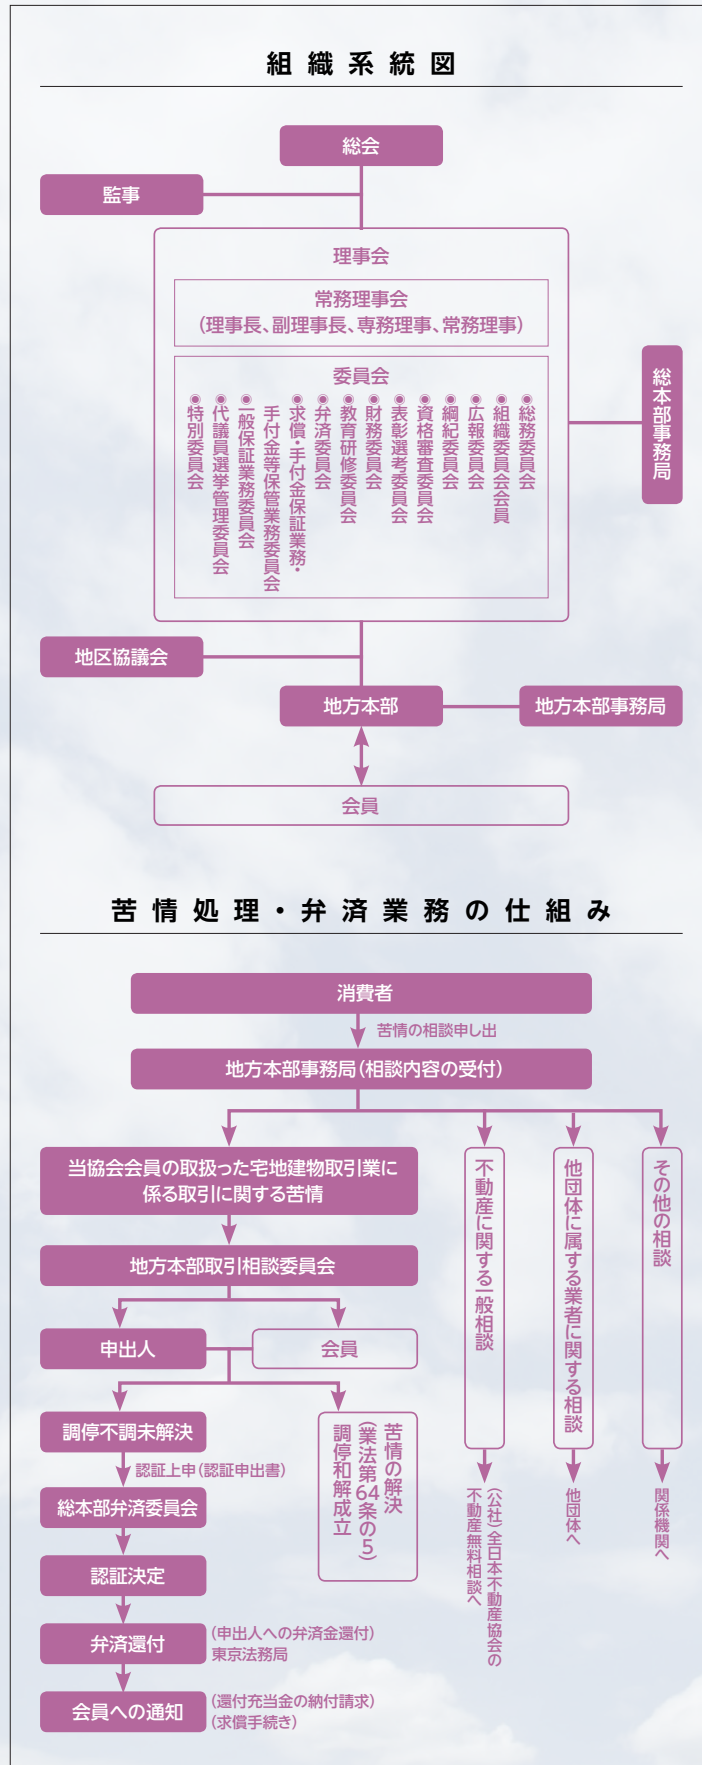 組織系統図
総会
監事
理事会
常務理事会
(理事長、副理事長、専務理事、常務理事)
委員会
◉総務委員会
◉組織委員会会員
◉広報委員会
◉綱紀委員会
◉資格審査委員会
◉表彰選考委員会
◉財務委員会
◉教育研修委員会
◉弁済委員会
◉求償・手付金保証業務・
手付金等保管業務委員会
◉一般保証業務委員会
◉代議員選挙管理委員会
◉特別委員会
総本部事務局
地区協議会
地方本部
地方本部事務局
会員
苦情処理・弁済業務の仕組み
消費者
苦情の相談申し出
地方本部事務局(相談内容の受付)
当協会会員の取扱った宅地建物取引業に
係る取引に関する苦情
地方本部取引相談委員会
申出人
会員
調停不調未解決
認証上申(認証申出書)
総本部弁済委員会
認証決定
弁済還付
(申出人への弁済金還付)
東京法務局
会員への通知
(還付充当金の納付請求)
(求償手続き)
苦情の解決
(業法第64条の5)
調停和解成立
不動産に関する一般相談
(公社)全日本不動産協会の
不動産無料相談へ
他団体に属する業者に関する相談
他団体へ
その他の相談
関係機関へ